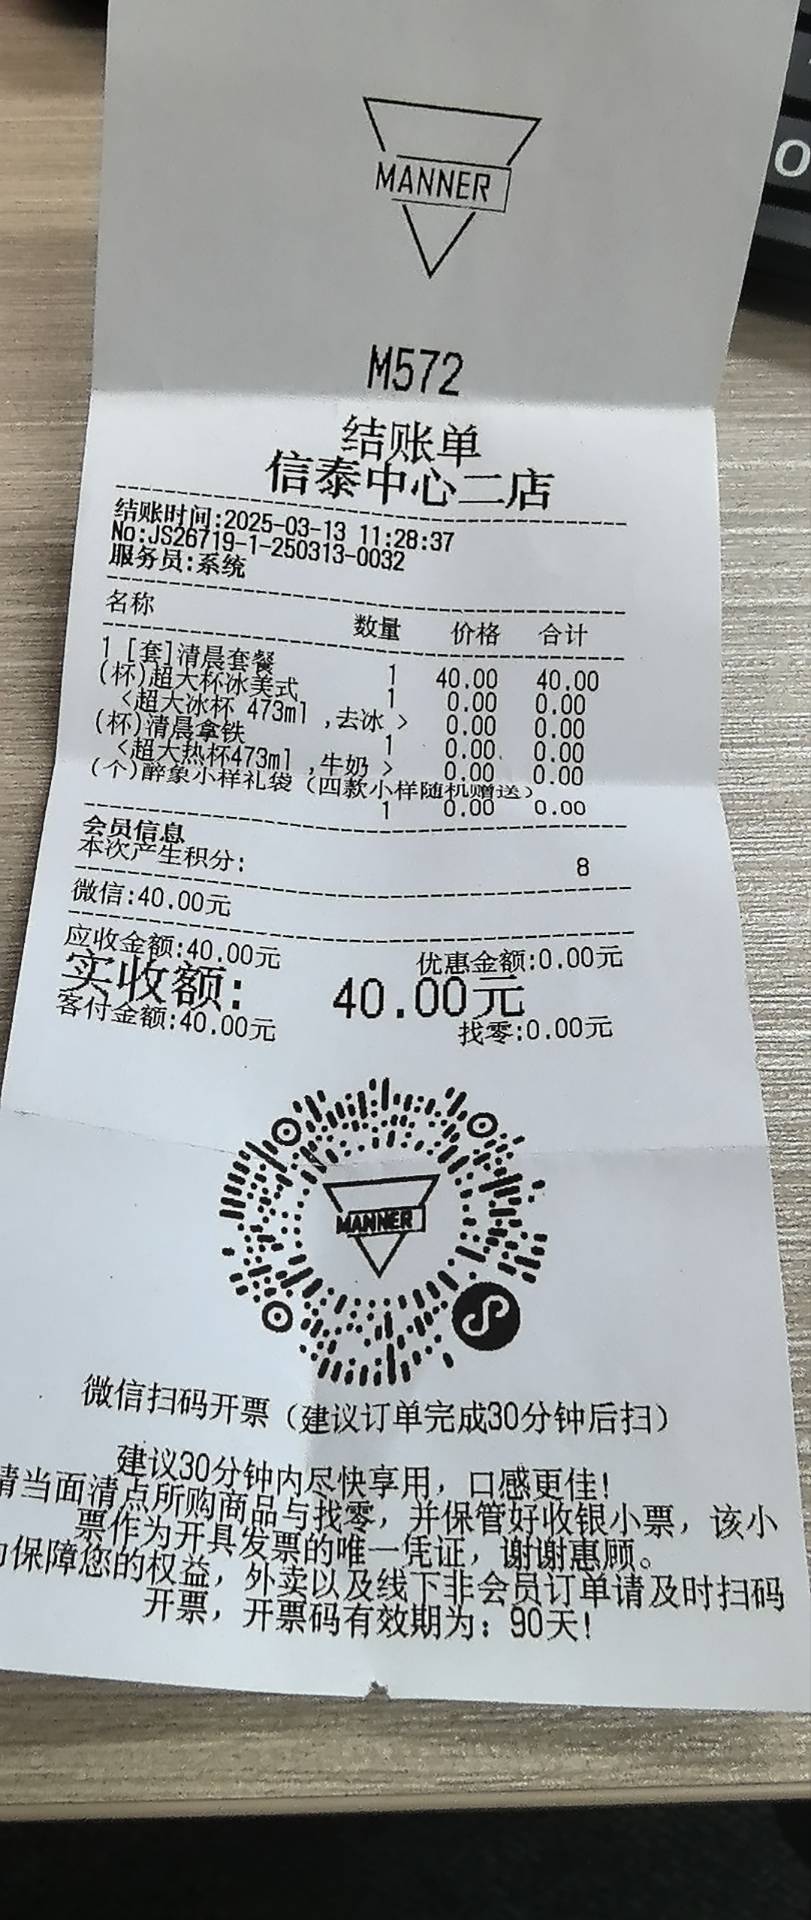 MANNER
M572
结账单
信泰中心二店
结账时间:2025-03-13 11:28:37
No:JS26719-1-250313-0032
服务员:系统
名称 数量 价格 合计
1 [套]清晨套餐 1 40.00 40.00
(杯)超大杯冰美式 1 0.00 0.00
<超大冰杯 473ml ,去冰 > 0.00 0.00
(杯)清晨拿铁 1 0.00 0.00
<超大热杯473ml ,牛奶 > 0.00 0.00
(个)醉象小样礼袋（四款小样随机赠送）
1 0.00 0.00
会员信息
本次产生积分: 8
微信:40.00元
应收金额:40.00元 优惠金额:0.00元
实收额: 40.00元
客付金额:40.00元 找零:0.00元
MANNER
微信扫码开票（建议订单完成30分钟后扫）
建议30分钟内尽快享用，口感更佳!
请当面清点所购商品与找零，并保管好收银小票，该小
票作为开具发票的唯一凭证，谢谢惠顾。
为保障您的权益，外卖以及线下非会员订单请及时扫码
开票，开票码有效期为：90天!
O